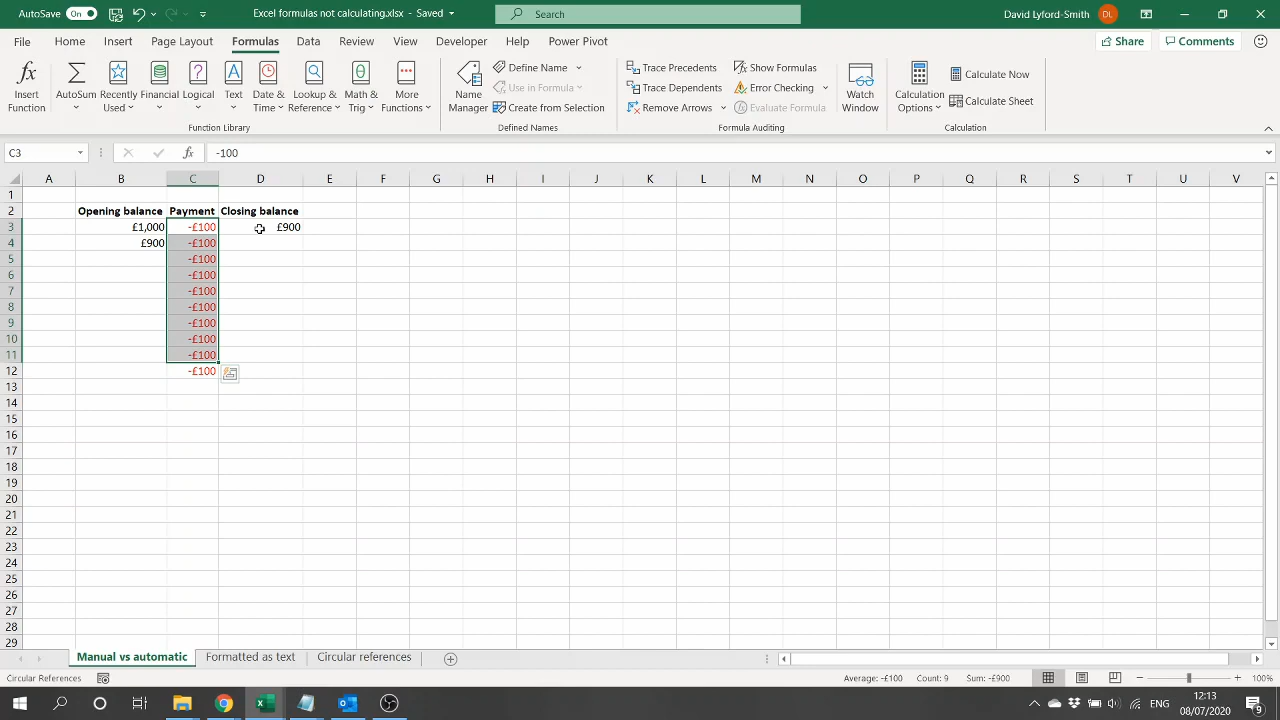 AutoSave On Excel formulas not calculating.xlsx - Saved Search David Lyford-Smith DL
File Home Insert Page Layout Formulas Data Review View Developer Help Power Pivot Share Comments
Insert Function
AutoSum
Recently Used
Financial
Logical
Text
Date & Time
Lookup & Reference
Math & Trig
More Functions
Function Library
Name Manager
Define Name
Use in Formula
Create from Selection
Defined Names
Trace Precedents
Trace Dependents
Remove Arrows
Show Formulas
Error Checking
Evaluate Formula
Formula Auditing
Watch Window
Calculation Options
Calculate Now
Calculate Sheet
Calculation
C3 fx -100
A B C D E F G H I J K L M N O P Q R S T U V
1
2 Opening balance Payment Closing balance
3 £1,000 -£100 £900
4 £900 -£100
5 -£100
6 -£100
7 -£100
8 -£100
9 -£100
10 -£100
11 -£100
12 -£100
13
14
15
16
17
18
19
20
21
22
23
24
25
26
27
28
29
Manual vs automatic Formatted as text Circular references
Circular References Average: -£100 Count: 9 Sum: -£900 100%
ENG 12:13
08/07/2020